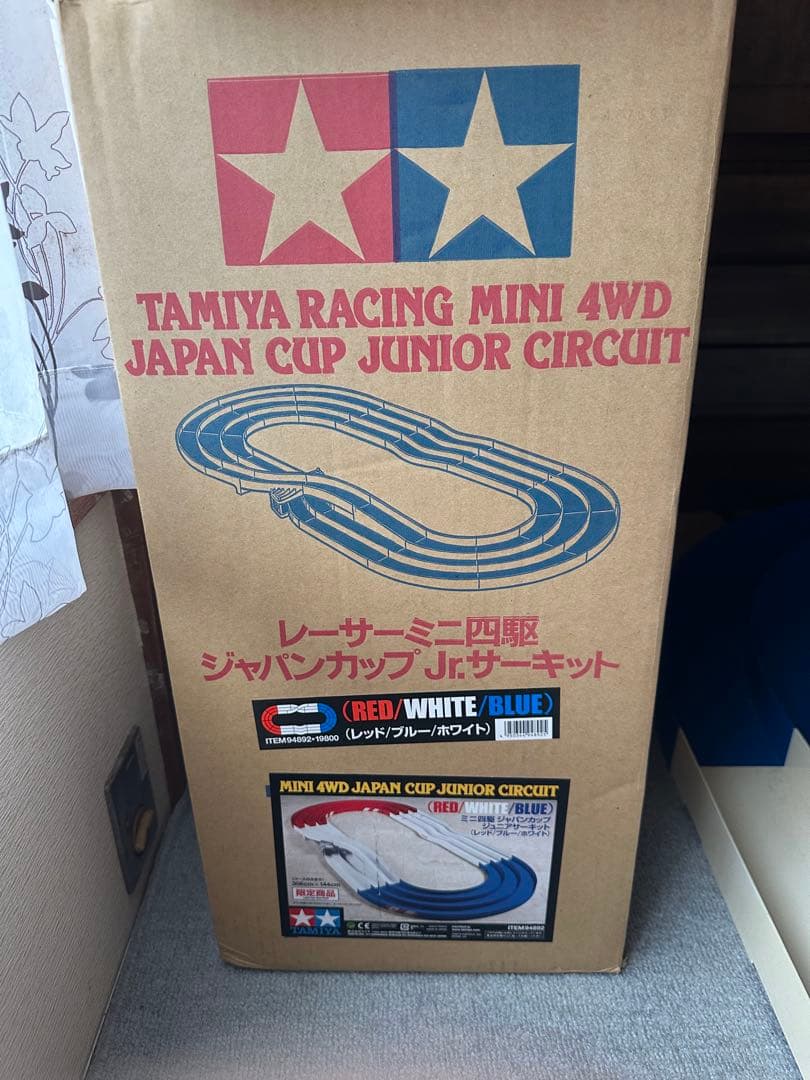 TAMIYA RACING MINI 4WD
JAPAN CUP JUNIOR CIRCUIT
レーサーミニ四駆
ジャパンカップ Jr.サーキット
(RED/WHITE/BLUE)
(レッド/ブルー/ホワイト)
ITEM94892・19800
MINI 4WD JAPAN CUP JUNIOR CIRCUIT
(RED/WHITE/BLUE)
ミニ四駆 ジャパンカップ
ジュニアサーキット
(レッド/ブルー/ホワイト)
限定商品
TAMIYA
ITEM 94892